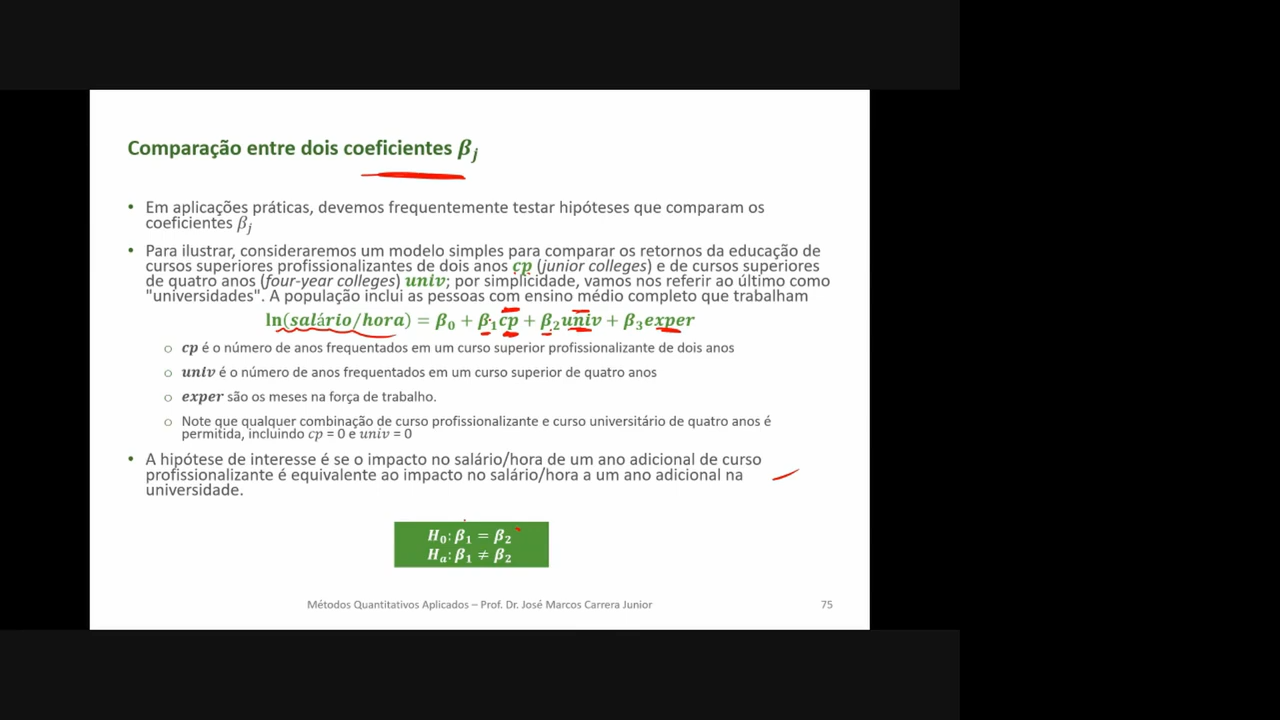 Comparação entre dois coeficientes βj
• Em aplicações práticas, devemos frequentemente testar hipóteses que comparam os
coeficientes βj
• Para ilustrar, consideraremos um modelo simples para comparar os retornos da educação de
cursos superiores profissionalizantes de dois anos cp (junior colleges) e de cursos superiores
de quatro anos (four-year colleges) univ; por simplicidade, vamos nos referir ao último como
"universidades". A população inclui as pessoas com ensino médio completo que trabalham
ln(salário/hora) = β0 + β1cp + β2univ + β3exper
○ cp é o número de anos frequentados em um curso superior profissionalizante de dois anos
○ univ é o número de anos frequentados em um curso superior de quatro anos
○ exper são os meses na força de trabalho.
○ Note que qualquer combinação de curso profissionalizante e curso universitário de quatro anos é
permitida, incluindo cp = 0 e univ = 0
• A hipótese de interesse é se o impacto no salário/hora de um ano adicional de curso
profissionalizante é equivalente ao impacto no salário/hora a um ano adicional na
universidade.
H0: β1 = β2
Ha: β1 ≠ β2
Métodos Quantitativos Aplicados – Prof. Dr. José Marcos Carrera Junior
75